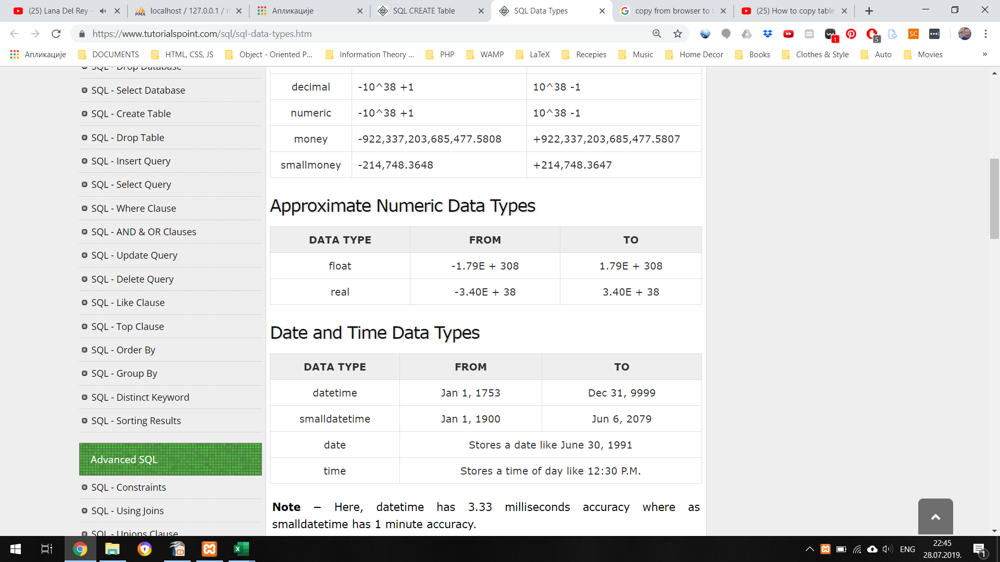 (25) Lana Del Rey -
localhost / 127.0.0.1 / it
Апликације
SQL CREATE Table
SQL Data Types
copy from browser to t
(25) How to copy table
https://www.tutorialspoint.com/sql/sql-data-types.htm
1
5
SC
Апликације
DOCUMENTS
HTML, CSS, JS
Object - Oriented P...
Information Theory ...
PHP
WAMP
LaTeX
Recepies
Music
Home Decor
Books
Clothes & Style
Auto
Movies
»
SQL - Drop Database
SQL - Select Database
SQL - Create Table
SQL - Drop Table
SQL - Insert Query
SQL - Select Query
SQL - Where Clause
SQL - AND & OR Clauses
SQL - Update Query
SQL - Delete Query
SQL - Like Clause
SQL - Top Clause
SQL - Order By
SQL - Group By
SQL - Distinct Keyword
SQL - Sorting Results
Advanced SQL
SQL - Constraints
SQL - Using Joins
SQL - Unions Clause
decimal -10^38 +1 10^38 -1
numeric -10^38 +1 10^38 -1
money -922,337,203,685,477.5808 +922,337,203,685,477.5807
smallmoney -214,748.3648 +214,748.3647
Approximate Numeric Data Types
DATA TYPE FROM TO
float -1.79E + 308 1.79E + 308
real -3.40E + 38 3.40E + 38
Date and Time Data Types
DATA TYPE FROM TO
datetime Jan 1, 1753 Dec 31, 9999
smalldatetime Jan 1, 1900 Jun 6, 2079
date Stores a date like June 30, 1991
time Stores a time of day like 12:30 P.M.
Note − Here, datetime has 3.33 milliseconds accuracy where as
smalldatetime has 1 minute accuracy.
ENG
22:45
28.07.2019.
1